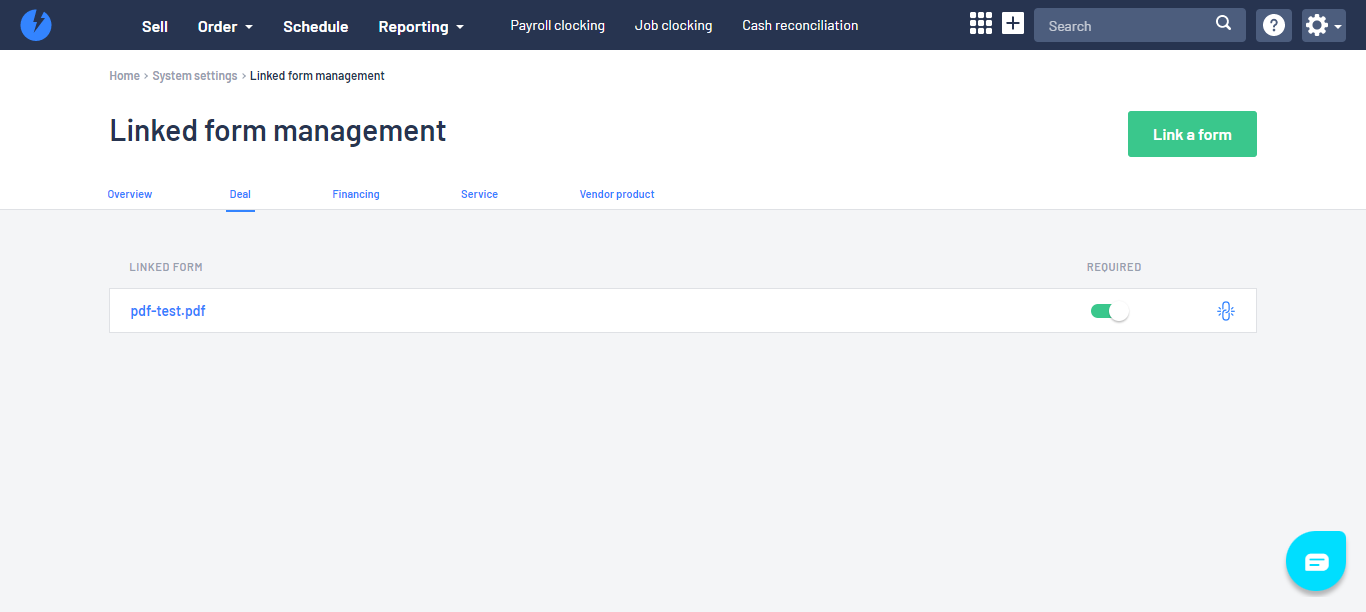 Sell Order Schedule Reporting Payroll clocking Job clocking Cash reconciliation Search ?
Home › System settings › Linked form management
Linked form management
Link a form
Overview Deal Financing Service Vendor product
LINKED FORM REQUIRED
pdf-test.pdf